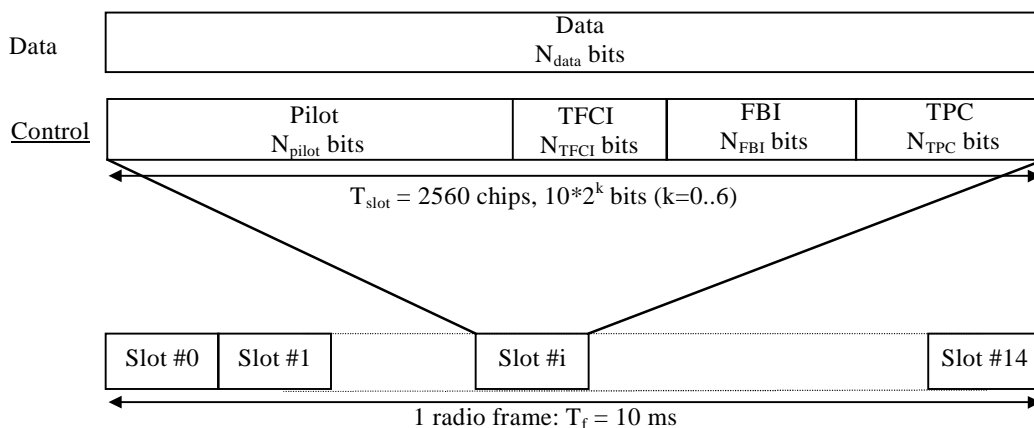 Data
Data
N_data bits
Control
Pilot
N_pilot bits
TFCI
N_TFCI bits
FBI
N_FBI bits
TPC
N_TPC bits
T_slot = 2560 chips, 10*2^k bits (k=0..6)
Slot #0
Slot #1
Slot #i
Slot #14
1 radio frame: T_f = 10 ms